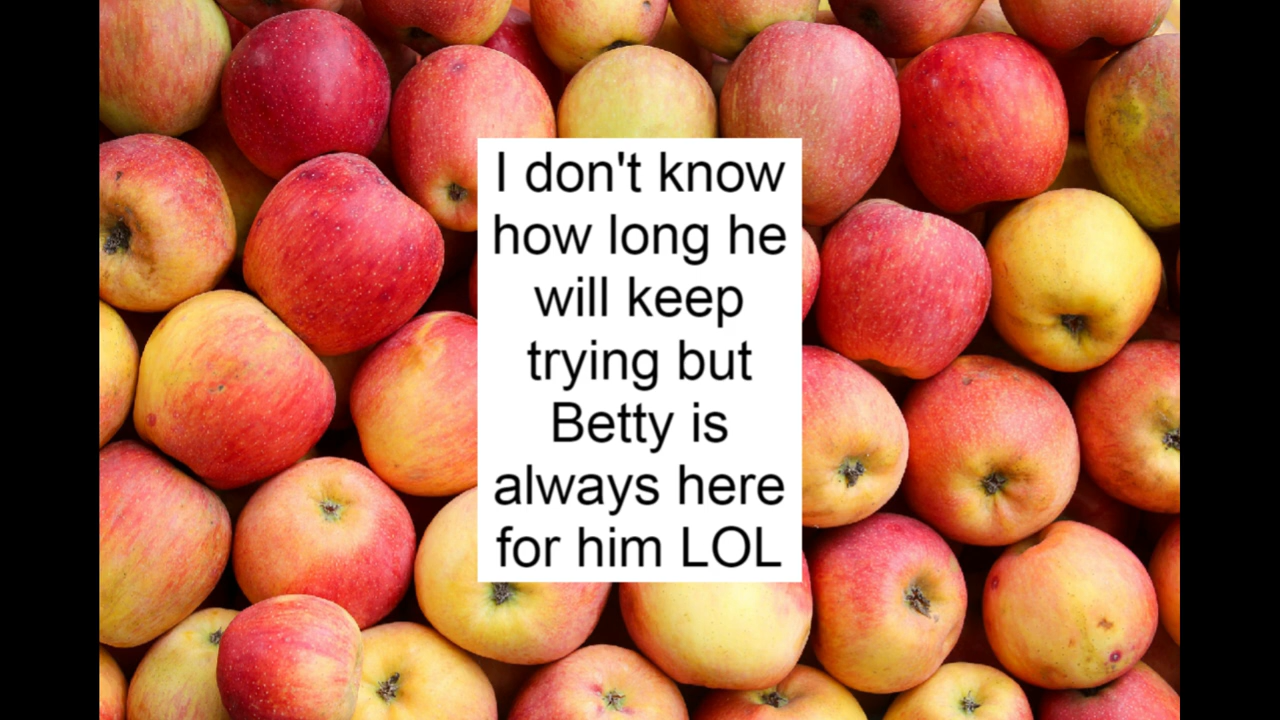 I don't know
how long he
will keep
trying but
Betty is
always here
for him LOL